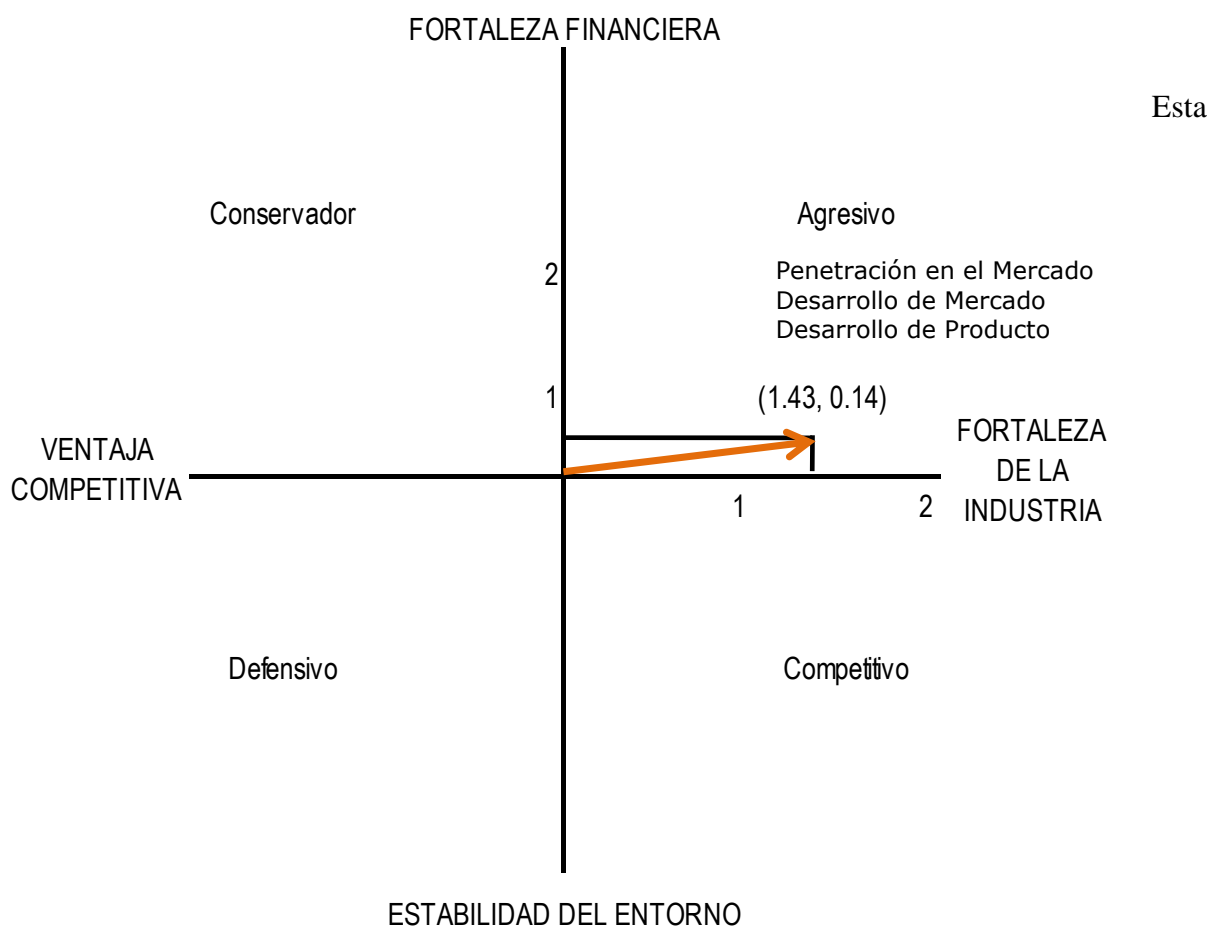 FORTALEZA FINANCIERA
Esta
Conservador
Agresivo
2
Penetración en el Mercado
Desarrollo de Mercado
Desarrollo de Producto
1
(1.43, 0.14)
VENTAJA
COMPETITIVA
FORTALEZA
DE LA
INDUSTRIA
1
2
Defensivo
Competitivo
ESTABILIDAD DEL ENTORNO